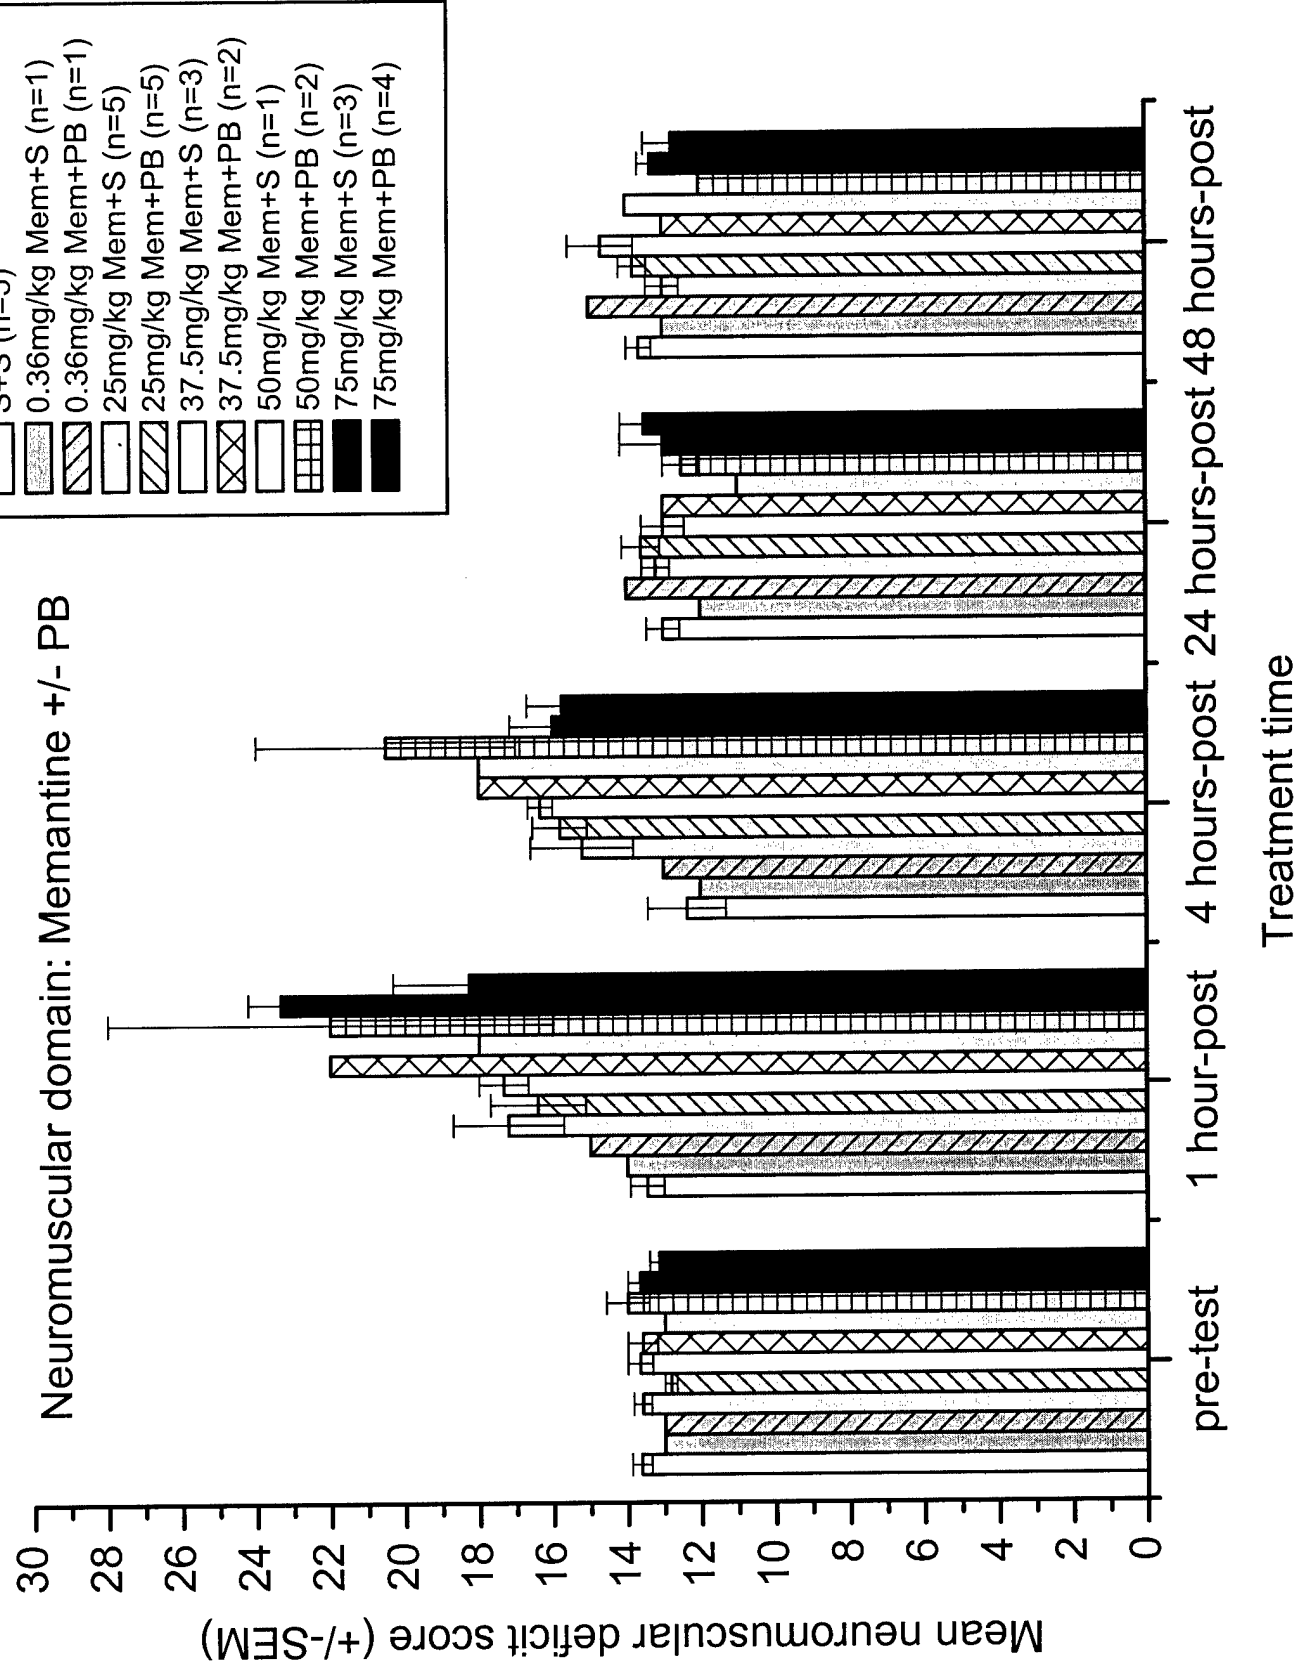 Neuromuscular domain: Memantine +/- PB
S+S (n=5)
0.36mg/kg Mem+S (n=1)
0.36mg/kg Mem+PB (n=1)
25mg/kg Mem+S (n=5)
25mg/kg Mem+PB (n=5)
37.5mg/kg Mem+S (n=3)
37.5mg/kg Mem+PB (n=2)
50mg/kg Mem+S (n=1)
50mg/kg Mem+PB (n=2)
75mg/kg Mem+S (n=3)
75mg/kg Mem+PB (n=4)
Mean neuromuscular deficit score (+/-SEM)
30
28
26
24
22
20
18
16
14
12
10
8
6
4
2
0
pre-test 1 hour-post 4 hours-post 24 hours-post 48 hours-post
Treatment time